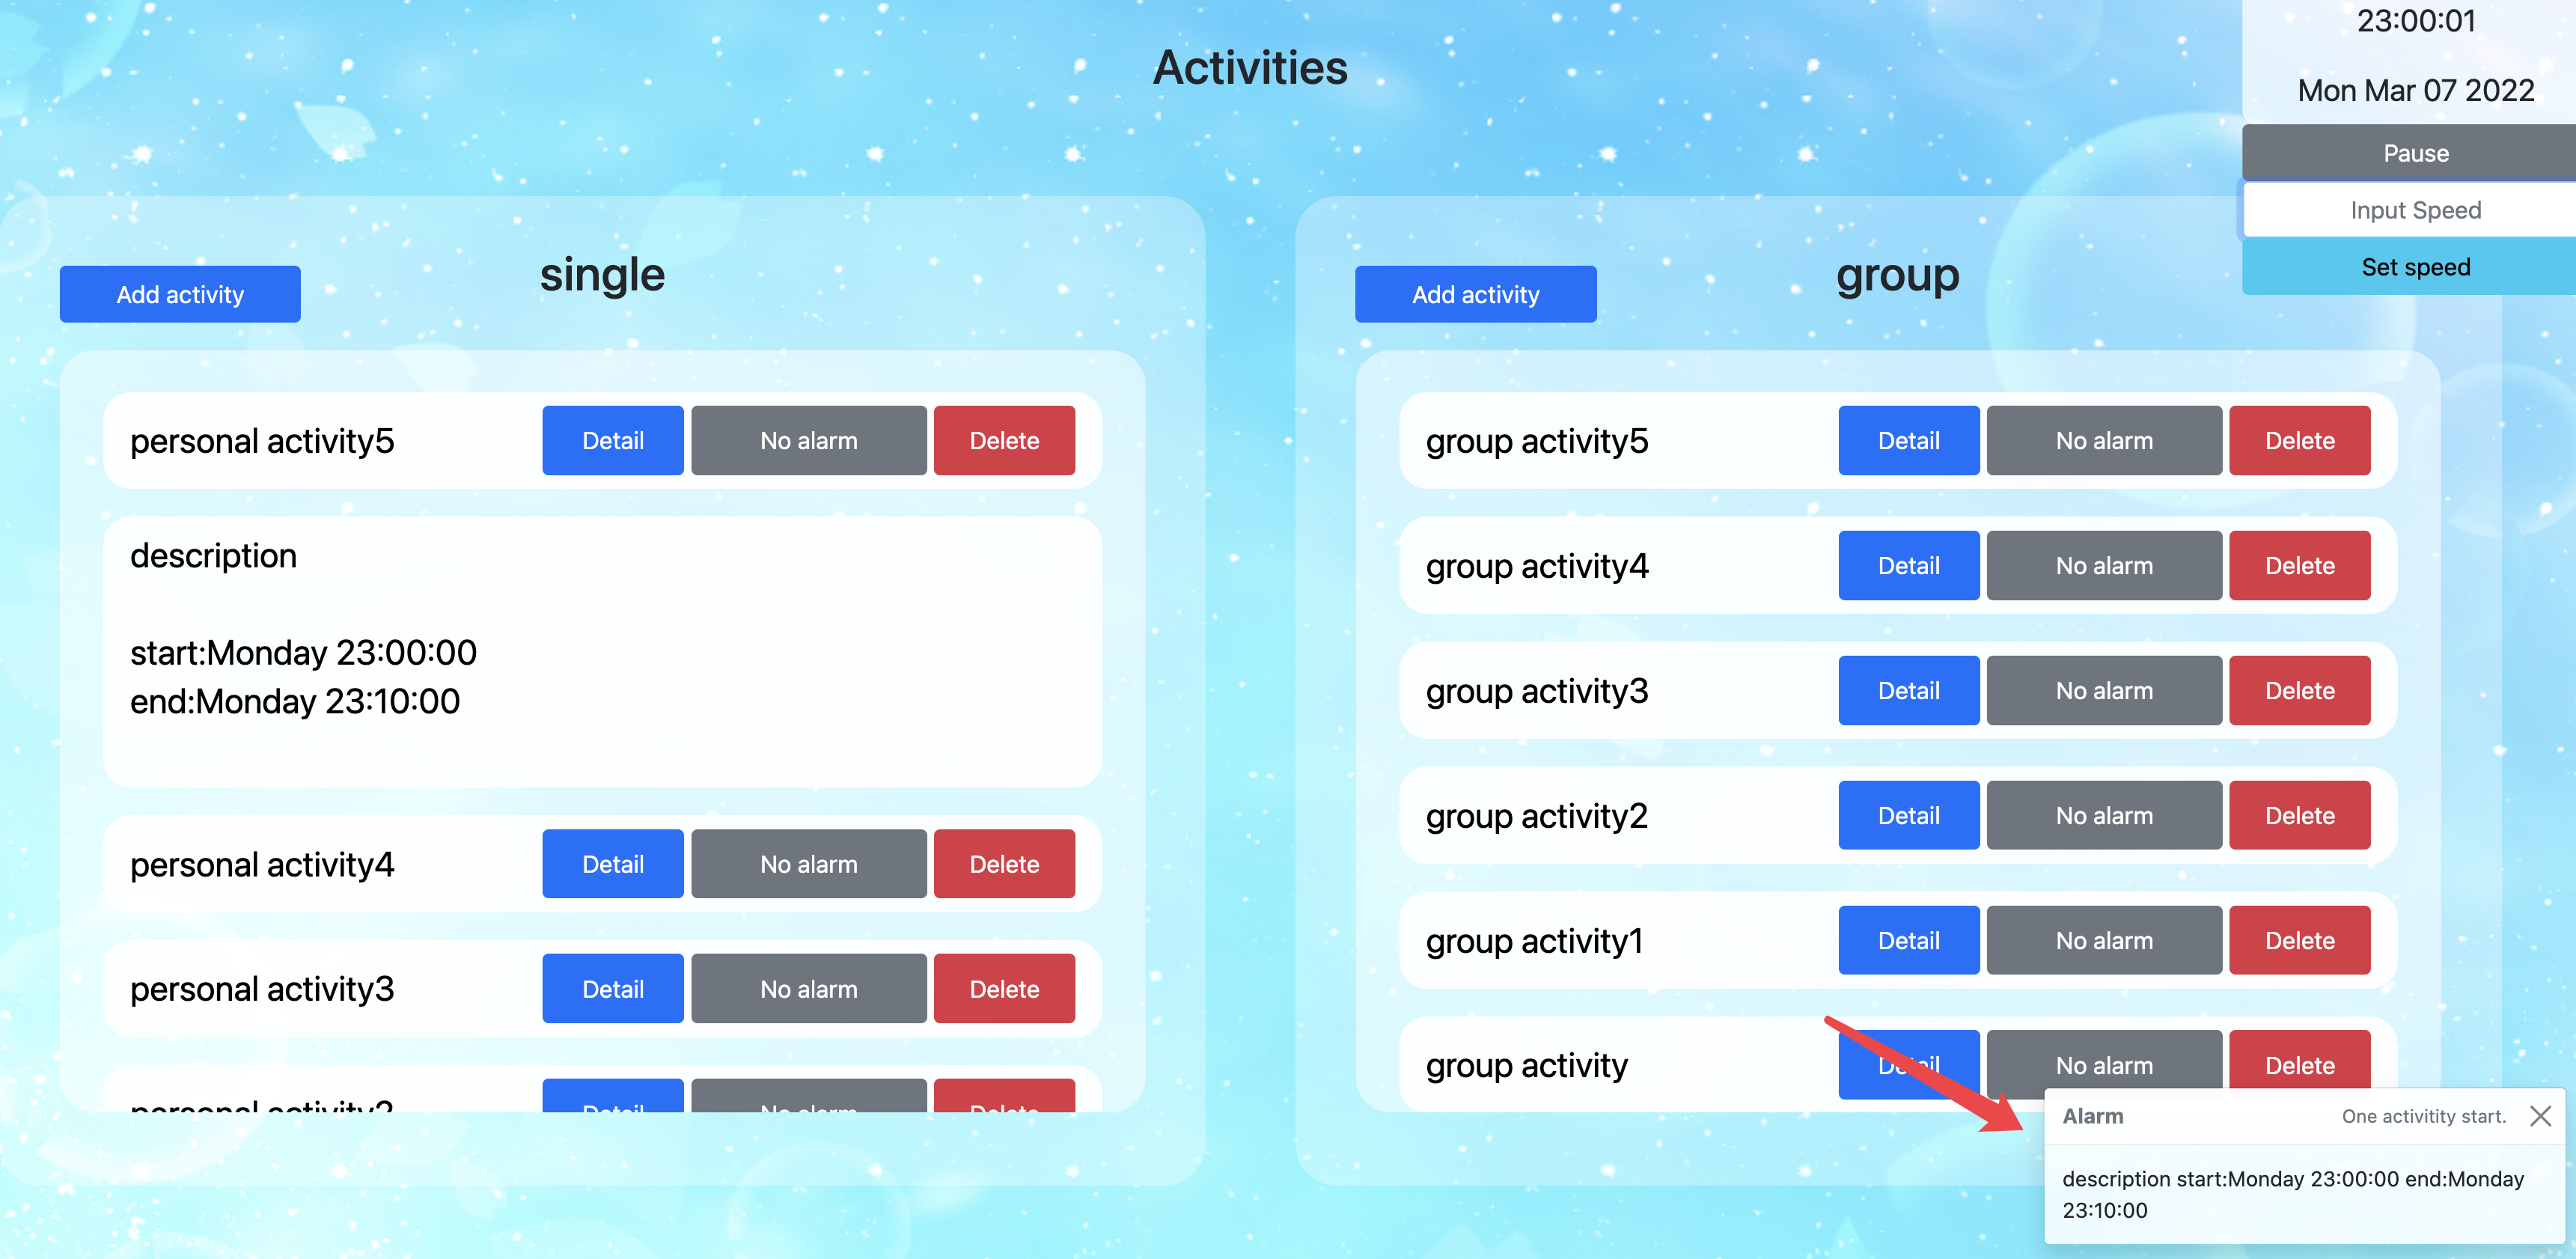 23:00:01
Mon Mar 07 2022
Pause
Input Speed
Set speed
Activities
single
Add activity
personal activity5 Detail No alarm Delete
description
start:Monday 23:00:00
end:Monday 23:10:00
personal activity4 Detail No alarm Delete
personal activity3 Detail No alarm Delete
personal activity2 Detail No alarm Delete
group
Add activity
group activity5 Detail No alarm Delete
group activity4 Detail No alarm Delete
group activity3 Detail No alarm Delete
group activity2 Detail No alarm Delete
group activity1 Detail No alarm Delete
group activity Detail No alarm Delete
Alarm One activitity start.
description start:Monday 23:00:00 end:Monday
23:10:00